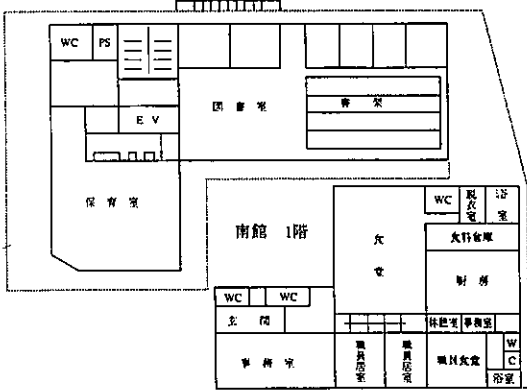 WC PS
図書室
書架
EV
保育室
WC
脱衣室
浴室
南館 1階
食堂
食料倉庫
厨房
WC WC
玄関
休憩室 事務室
事務室
職員居室
職員居室
職員食堂
WC
浴室